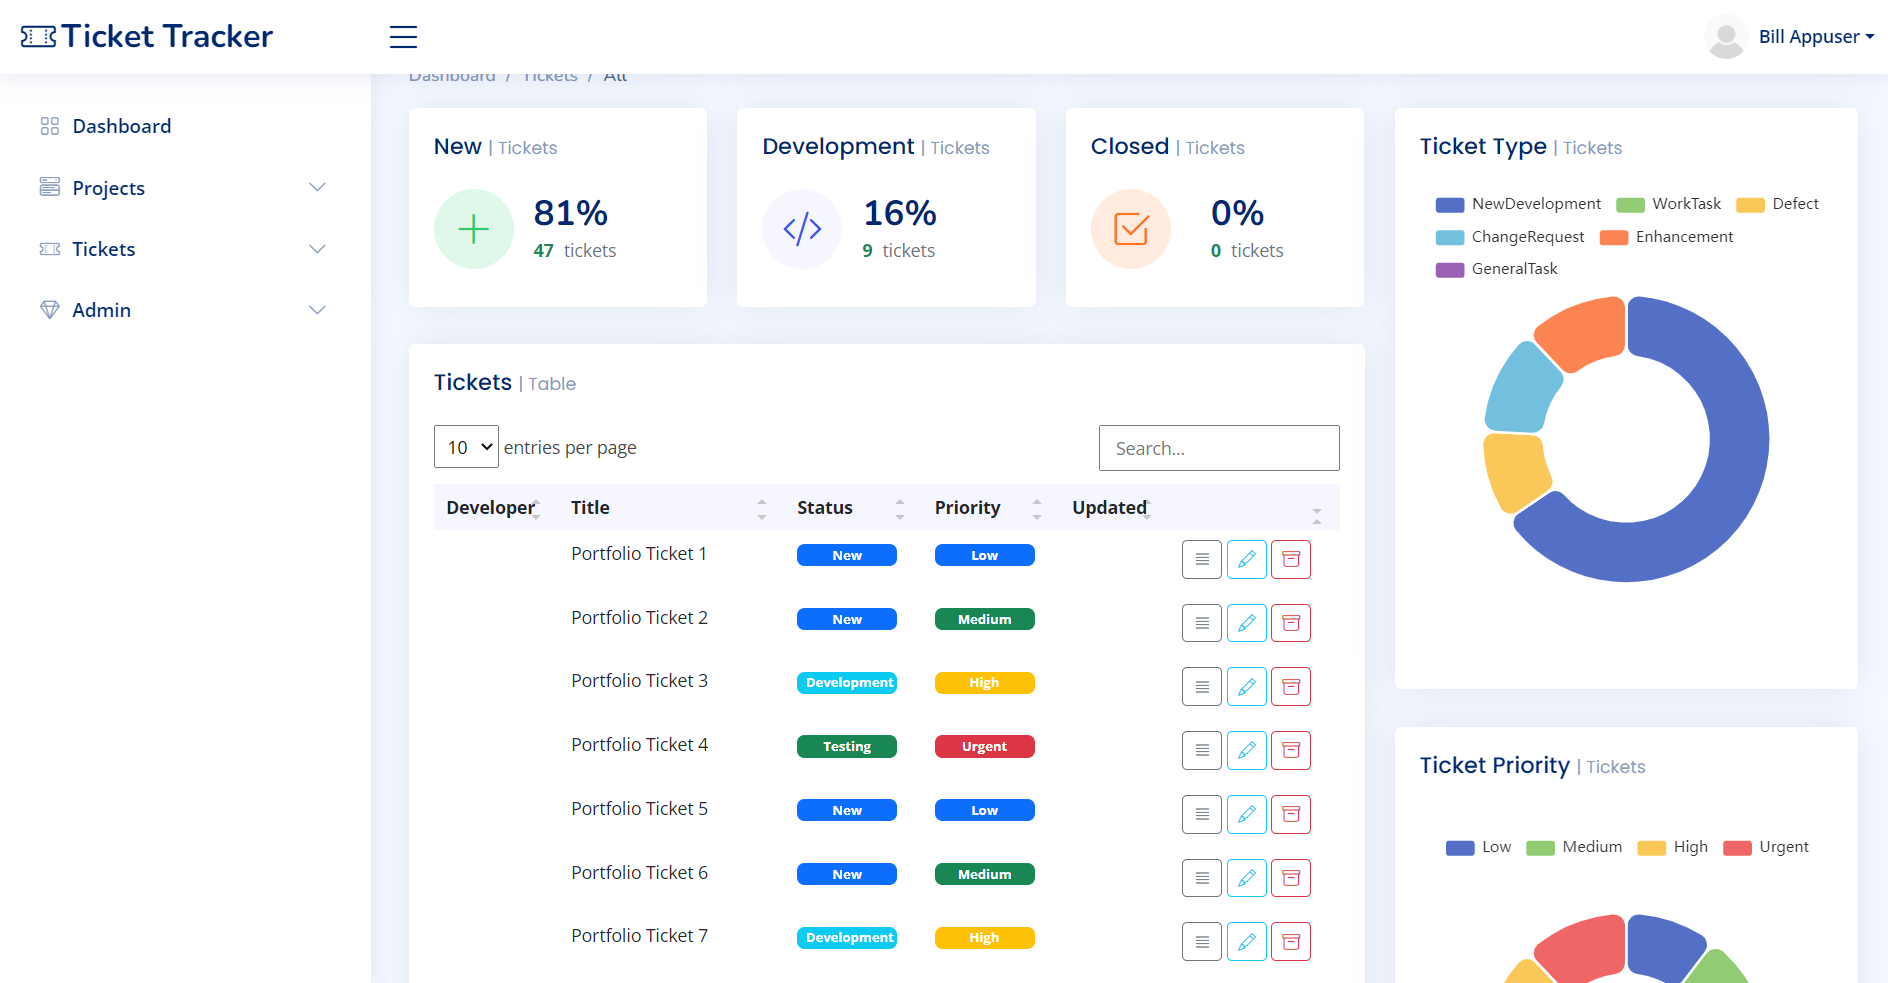 Ticket Tracker
Bill Appuser
Dashboard / Tickets / All
Dashboard
Projects
Tickets
Admin
New | Tickets
81%
47 tickets
Development | Tickets
16%
9 tickets
Closed | Tickets
0%
0 tickets
Ticket Type | Tickets
NewDevelopment WorkTask Defect
ChangeRequest Enhancement
GeneralTask
Tickets | Table
10 entries per page
Search...
Developer Title Status Priority Updated
Portfolio Ticket 1 New Low
Portfolio Ticket 2 New Medium
Portfolio Ticket 3 Development High
Portfolio Ticket 4 Testing Urgent
Portfolio Ticket 5 New Low
Portfolio Ticket 6 New Medium
Portfolio Ticket 7 Development High
Ticket Priority | Tickets
Low Medium High Urgent